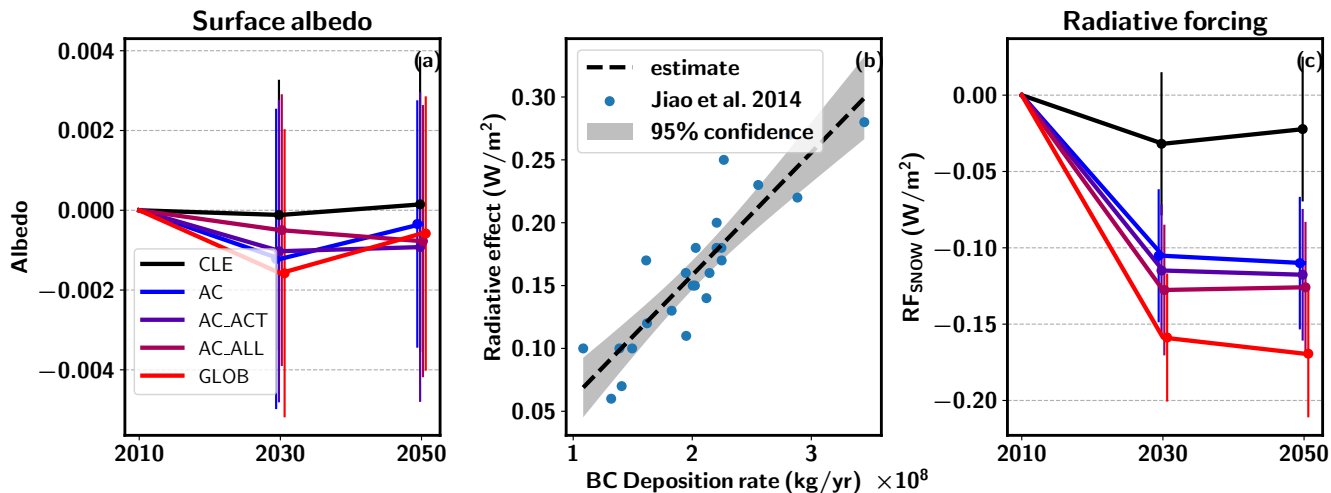 Surface albedo
(a)
0.004
0.002
0.000
−0.002
−0.004
Albedo
CLE
AC
AC_ACT
AC_ALL
GLOB
2010
2030
2050
(b)
estimate
Jiao et al. 2014
95% confidence
0.30
0.25
0.20
0.15
0.10
0.05
Radiative effect (W/m²)
1
2
3
BC Deposition rate (kg/yr) ×10⁸
Radiative forcing
(c)
0.00
−0.05
−0.10
−0.15
−0.20
RF_SNOW (W/m²)
2010
2030
2050